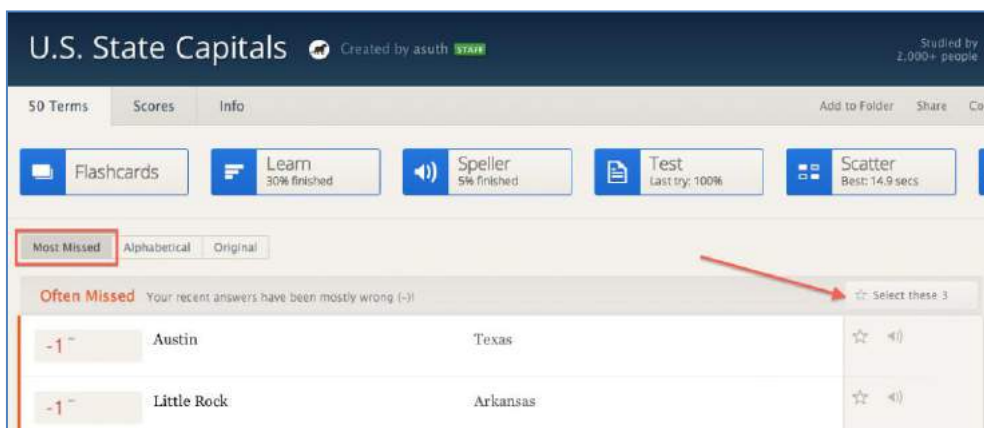 U.S. State Capitals Created by asuth STAFF
Studied by
2,000+ people
50 Terms Scores Info Add to Folder Share Co
Flashcards
Learn
30% finished
Speller
5% finished
Test
Last try: 100%
Scatter
Best: 14.9 secs
Most Missed Alphabetical Original
Often Missed Your recent answers have been mostly wrong (-)! Select these 3
-1 Austin Texas
-1 Little Rock Arkansas